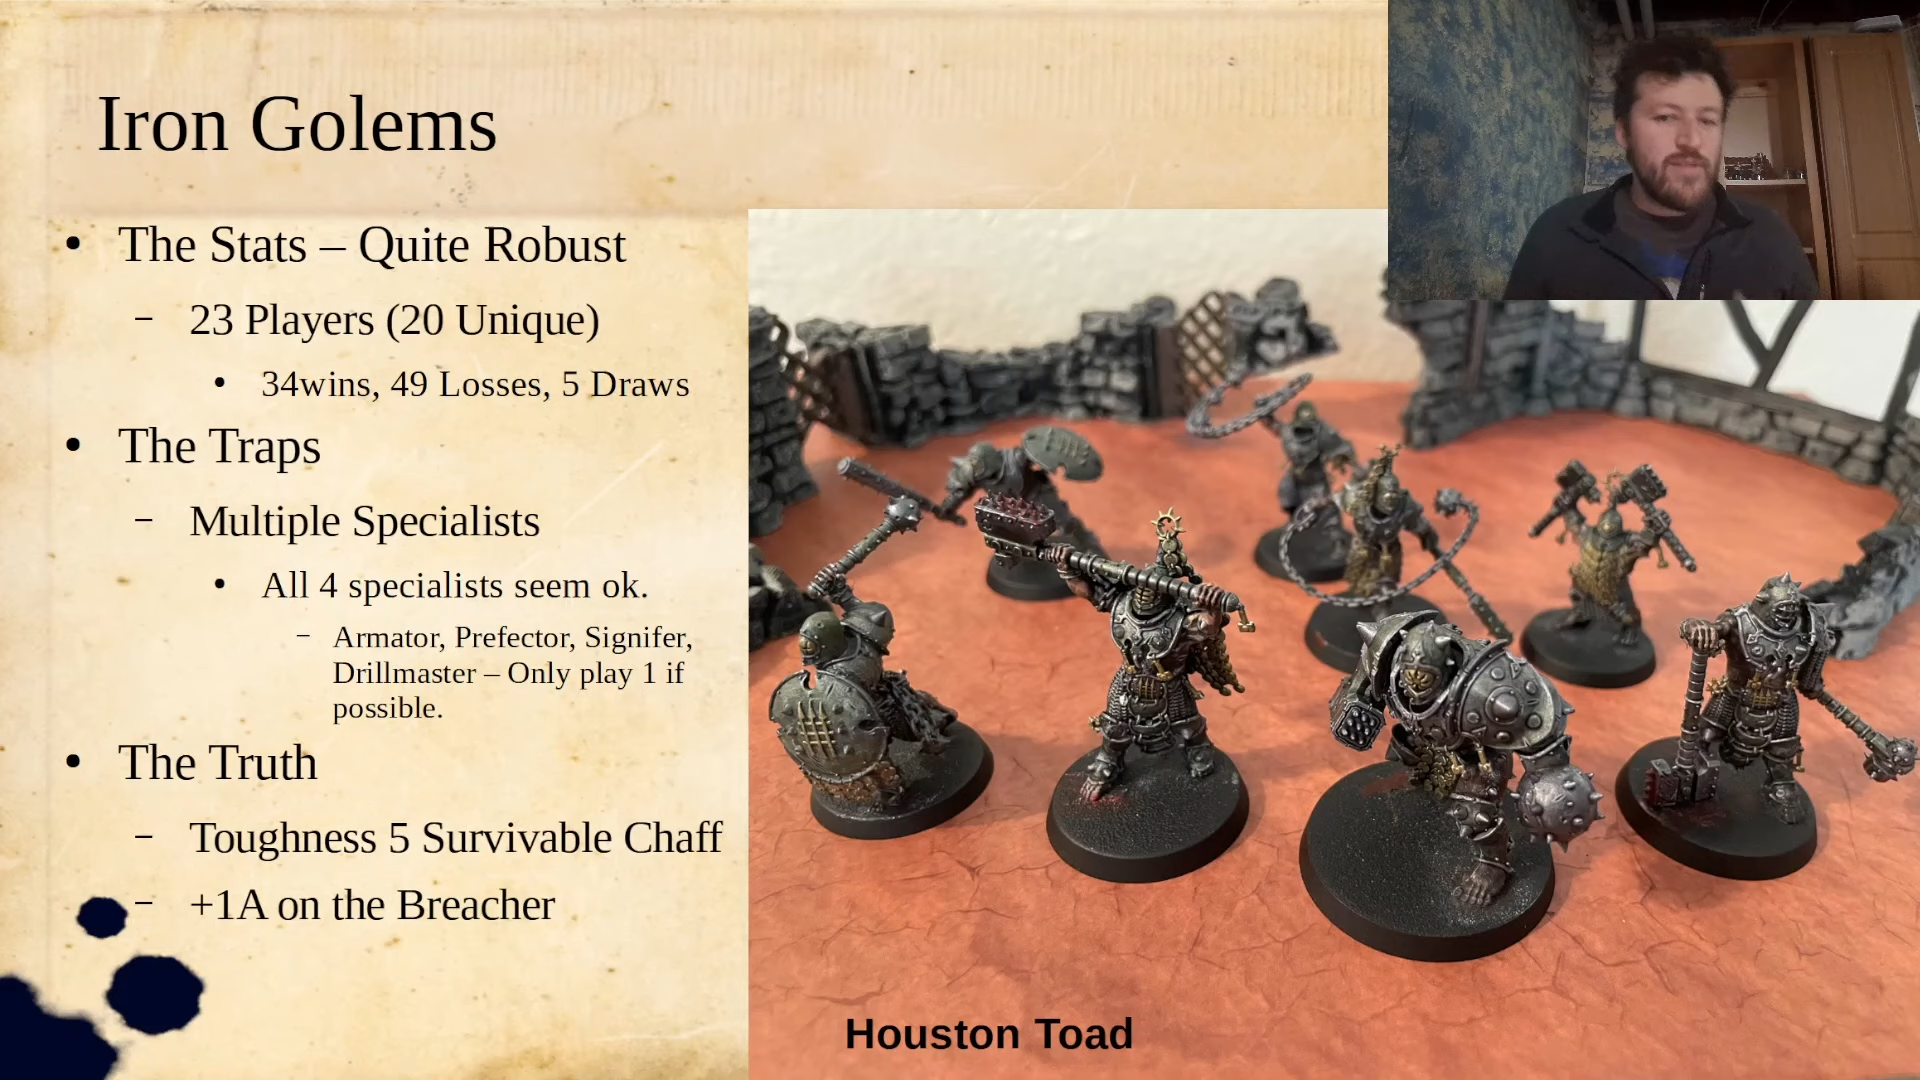 Iron Golems
• The Stats – Quite Robust
– 23 Players (20 Unique)
• 34wins, 49 Losses, 5 Draws
• The Traps
– Multiple Specialists
• All 4 specialists seem ok.
– Armator, Prefector, Signifer,
Drillmaster – Only play 1 if
possible.
• The Truth
– Toughness 5 Survivable Chaff
– +1A on the Breacher
Houston Toad